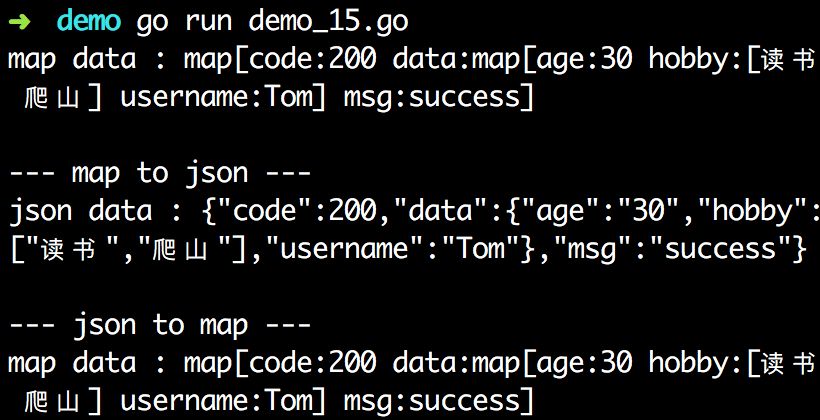 ➜ demo go run demo_15.go
map data : map[code:200 data:map[age:30 hobby:[读书
爬山] username:Tom] msg:success]
--- map to json ---
json data : {"code":200,"data":{"age":"30","hobby":
["读书","爬山"],"username":"Tom"},"msg":"success"}
--- json to map ---
map data : map[code:200 data:map[age:30 hobby:[读书
爬山] username:Tom] msg:success]